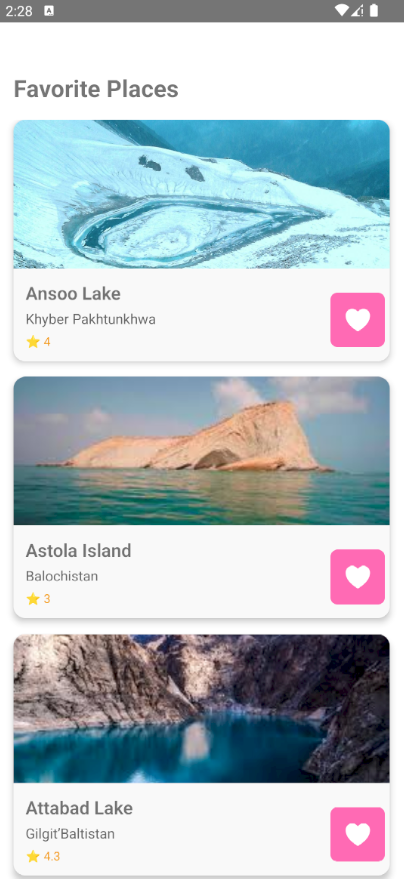 2:28
A
Favorite Places
Ansoo Lake
Khyber Pakhtunkhwa
4
Astola Island
Balochistan
3
Attabad Lake
Gilgit'Baltistan
4.3